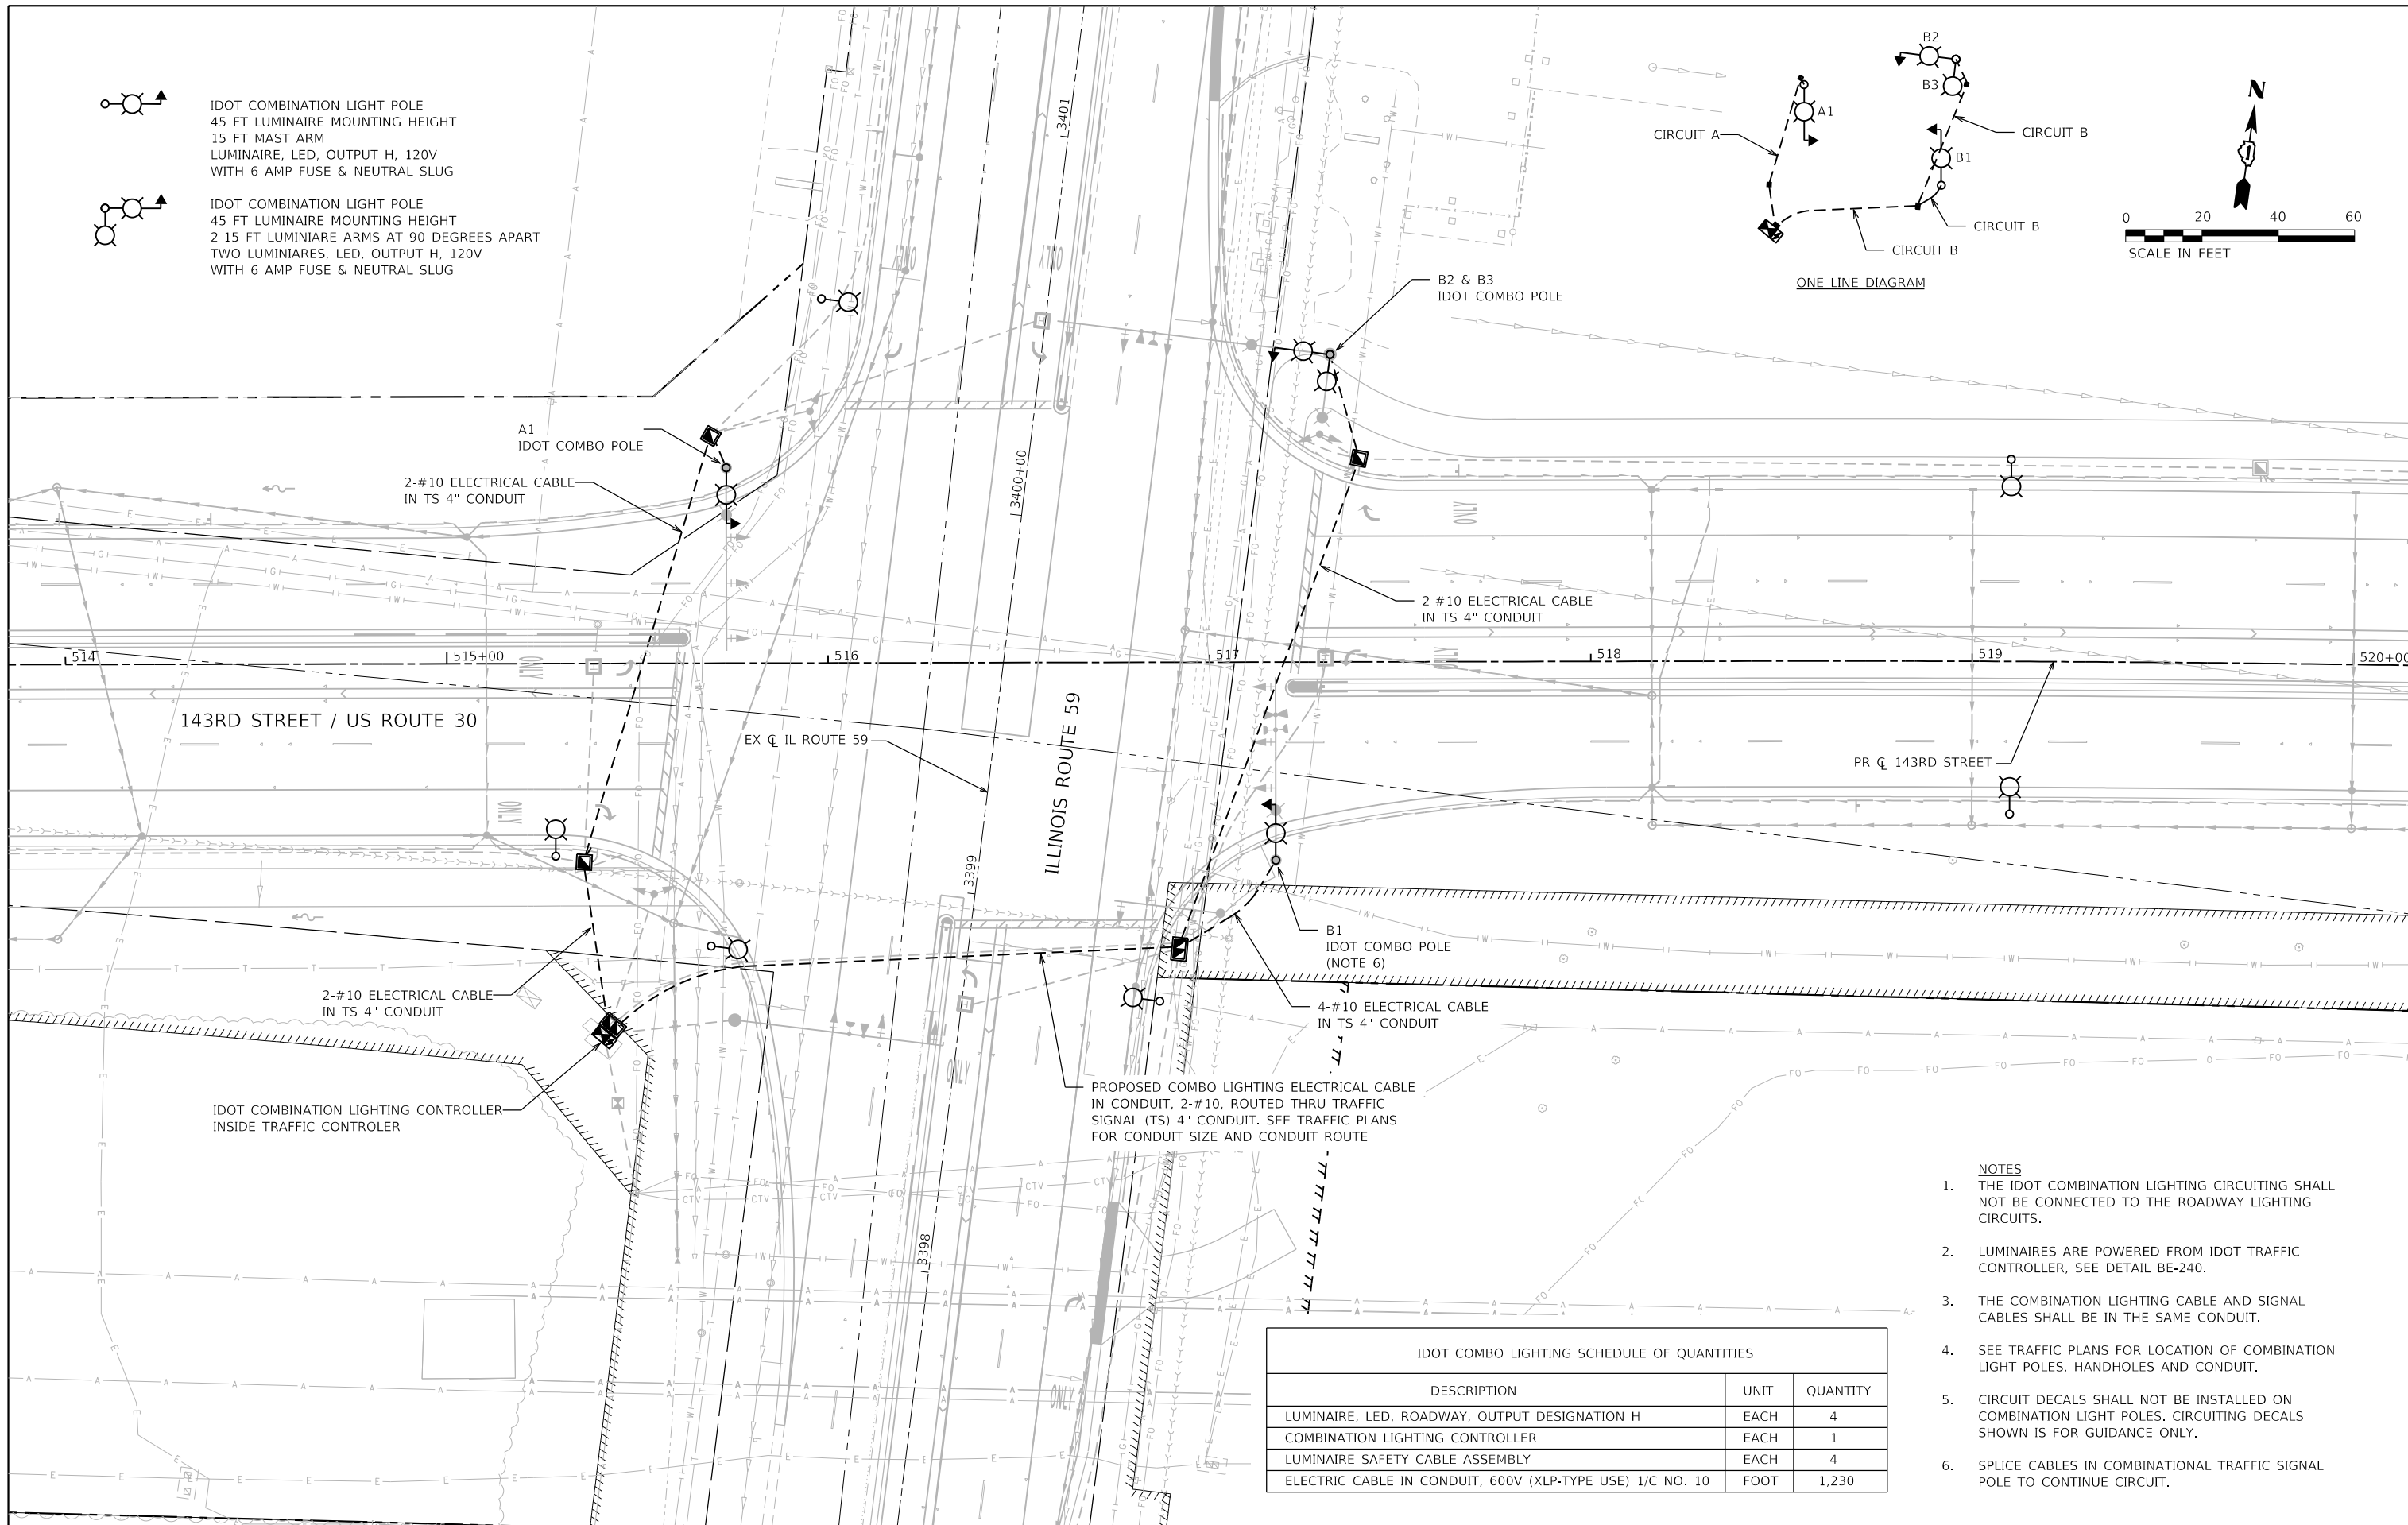 IDOT COMBINATION LIGHT POLE
45 FT LUMINAIRE MOUNTING HEIGHT
15 FT MAST ARM
LUMINAIRE, LED, OUTPUT H, 120V
WITH 6 AMP FUSE & NEUTRAL SLUG
IDOT COMBINATION LIGHT POLE
45 FT LUMINAIRE MOUNTING HEIGHT
2-15 FT LUMINIARE ARMS AT 90 DEGREES APART
TWO LUMINIARES, LED, OUTPUT H, 120V
WITH 6 AMP FUSE & NEUTRAL SLUG
B2
B3
A1
B1
CIRCUIT A
CIRCUIT B
CIRCUIT B
CIRCUIT B
ONE LINE DIAGRAM
N
0 20 40 60
SCALE IN FEET
3401
B2 & B3
IDOT COMBO POLE
A1
IDOT COMBO POLE
2-#10 ELECTRICAL CABLE
IN TS 4" CONDUIT
3400+00
ONLY
ONLY
ONLY
2-#10 ELECTRICAL CABLE
IN TS 4" CONDUIT
514
515+00
516
517
518
519
520+00
ONLY
ONLY
143RD STREET / US ROUTE 30
EX CL IL ROUTE 59
ILLINOIS ROUTE 59
PR CL 143RD STREET
ONLY
3399
B1
IDOT COMBO POLE
(NOTE 6)
2-#10 ELECTRICAL CABLE
IN TS 4" CONDUIT
4-#10 ELECTRICAL CABLE
IN TS 4" CONDUIT
ONLY
IDOT COMBINATION LIGHTING CONTROLLER
INSIDE TRAFFIC CONTROLER
PROPOSED COMBO LIGHTING ELECTRICAL CABLE
IN CONDUIT, 2-#10, ROUTED THRU TRAFFIC
SIGNAL (TS) 4" CONDUIT. SEE TRAFFIC PLANS
FOR CONDUIT SIZE AND CONDUIT ROUTE
3398
ONLY
NOTES
1. THE IDOT COMBINATION LIGHTING CIRCUITING SHALL
NOT BE CONNECTED TO THE ROADWAY LIGHTING
CIRCUITS.
2. LUMINAIRES ARE POWERED FROM IDOT TRAFFIC
CONTROLLER, SEE DETAIL BE-240.
3. THE COMBINATION LIGHTING CABLE AND SIGNAL
CABLES SHALL BE IN THE SAME CONDUIT.
4. SEE TRAFFIC PLANS FOR LOCATION OF COMBINATION
LIGHT POLES, HANDHOLES AND CONDUIT.
5. CIRCUIT DECALS SHALL NOT BE INSTALLED ON
COMBINATION LIGHT POLES. CIRCUITING DECALS
SHOWN IS FOR GUIDANCE ONLY.
6. SPLICE CABLES IN COMBINATIONAL TRAFFIC SIGNAL
POLE TO CONTINUE CIRCUIT.
IDOT COMBO LIGHTING SCHEDULE OF QUANTITIES
DESCRIPTION UNIT QUANTITY
LUMINAIRE, LED, ROADWAY, OUTPUT DESIGNATION H EACH 4
COMBINATION LIGHTING CONTROLLER EACH 1
LUMINAIRE SAFETY CABLE ASSEMBLY EACH 4
ELECTRIC CABLE IN CONDUIT, 600V (XLP-TYPE USE) 1/C NO. 10 FOOT 1,230